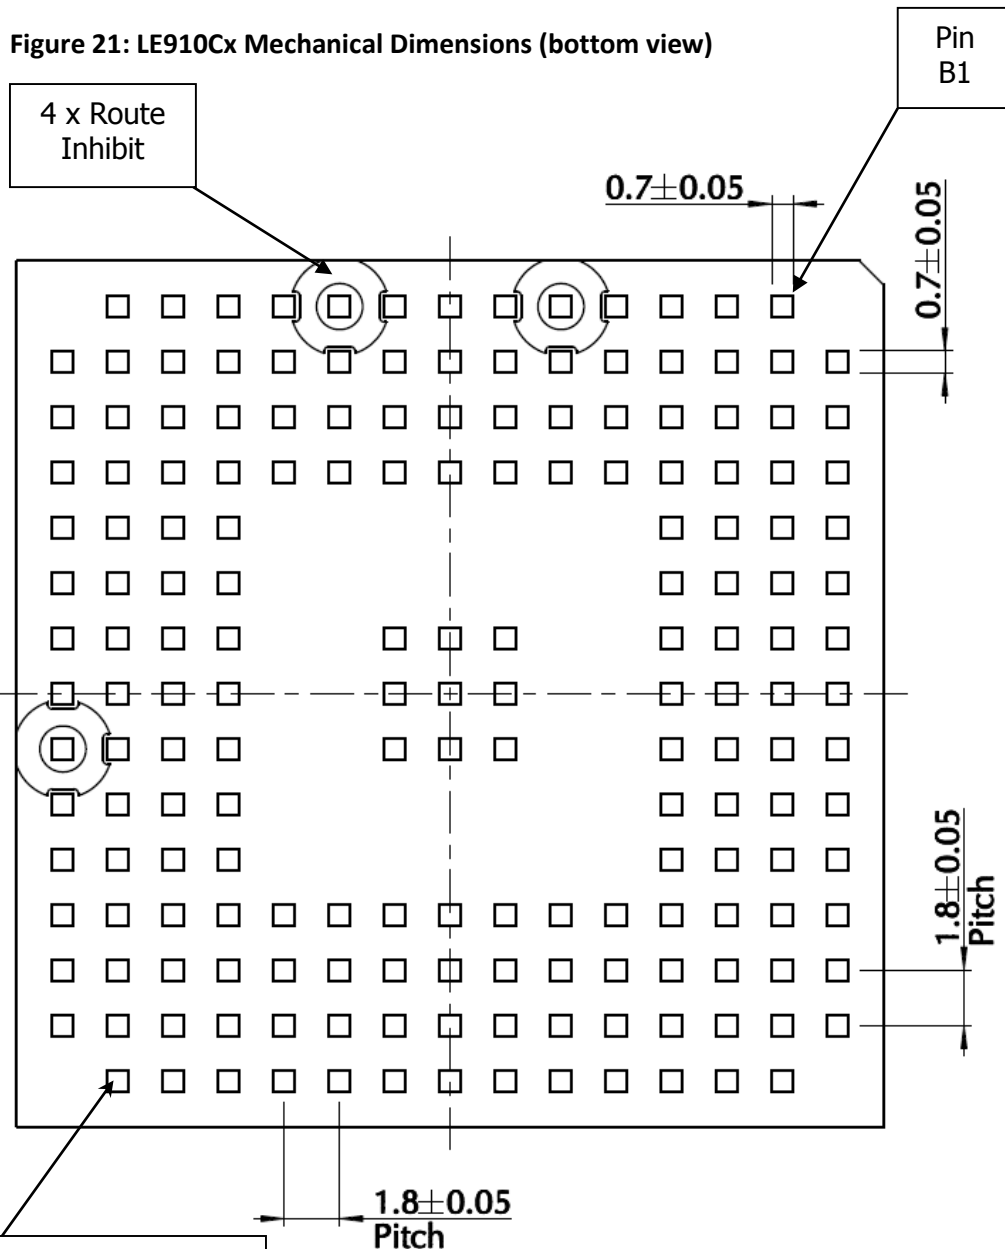 Figure 21: LE910Cx Mechanical Dimensions (bottom view)
Pin
B1
4 x Route
Inhibit
0.7±0.05
0.7±0.05
1.8±0.05
Pitch
1.8±0.05
Pitch